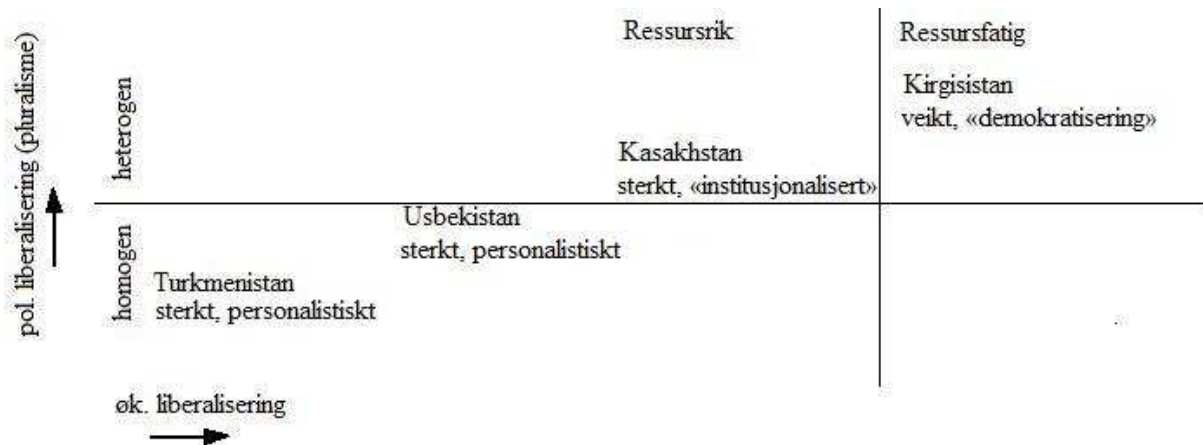 pol. liberalisering (pluralisme)
heterogen
homogen
Ressursrik
Ressursfatig
Kirgisistan
veikt, «demokratisering»
Kasakhstan
sterkt, «institusjonalisert»
Usbekistan
sterkt, personalistiskt
Turkmenistan
sterkt, personalistiskt
øk. liberalisering